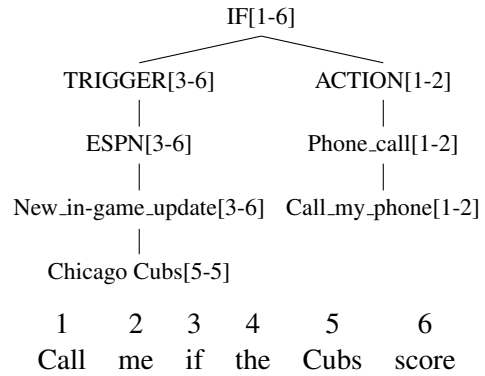 IF[1-6]
TRIGGER[3-6] ACTION[1-2]
ESPN[3-6] Phone_call[1-2]
New_in-game_update[3-6] Call_my_phone[1-2]
Chicago Cubs[5-5]
1 2 3 4 5 6
Call me if the Cubs score